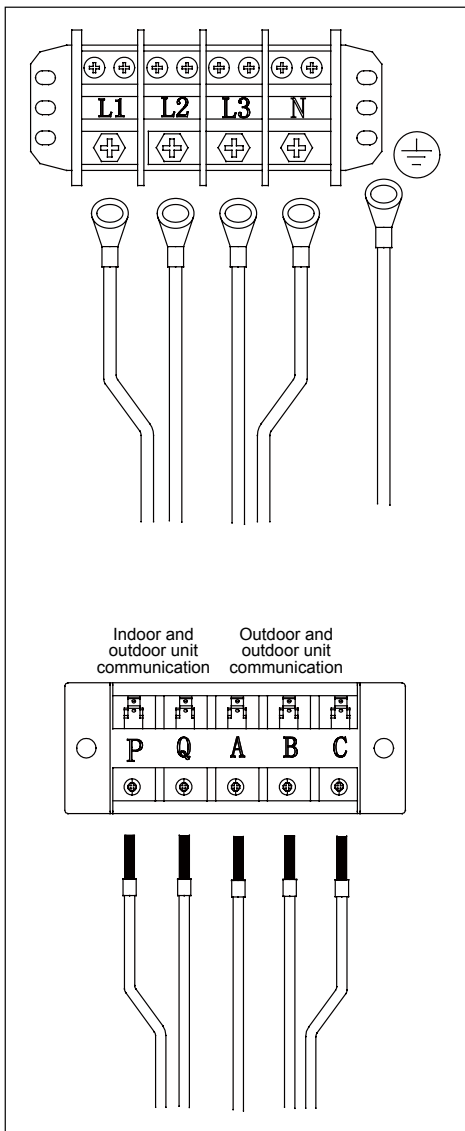 L1 L2 L3 N
Indoor and
outdoor unit
communication
Outdoor and
outdoor unit
communication
P Q A B C